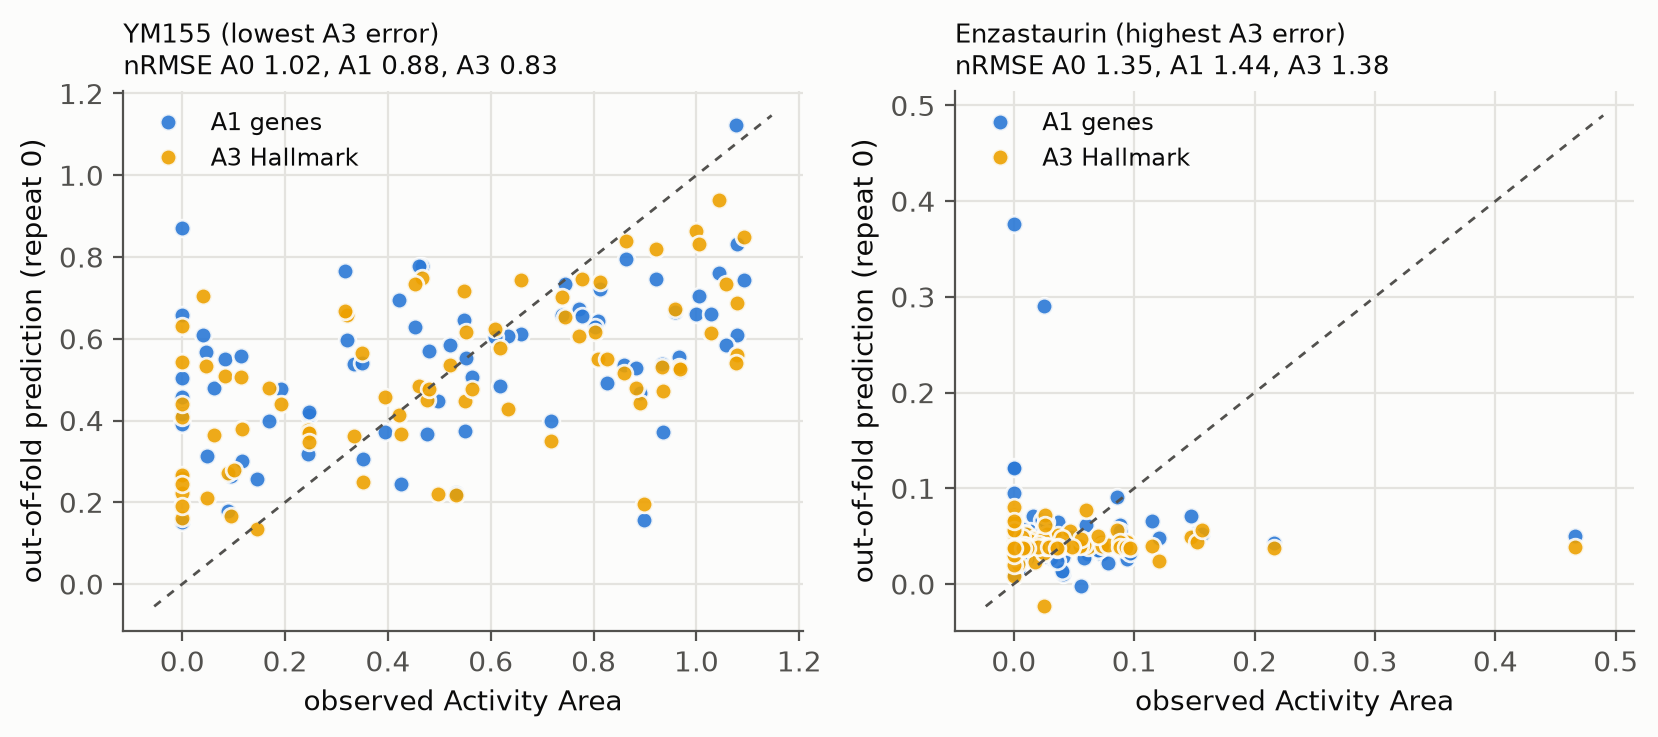 YM155 (lowest A3 error)
nRMSE A0 1.02, A1 0.88, A3 0.83
A1 genes
A3 Hallmark
out-of-fold prediction (repeat 0)
1.2
1.0
0.8
0.6
0.4
0.2
0.0
0.0 0.2 0.4 0.6 0.8 1.0 1.2
observed Activity Area
Enzastaurin (highest A3 error)
nRMSE A0 1.35, A1 1.44, A3 1.38
A1 genes
A3 Hallmark
out-of-fold prediction (repeat 0)
0.5
0.4
0.3
0.2
0.1
0.0
0.0 0.1 0.2 0.3 0.4 0.5
observed Activity Area